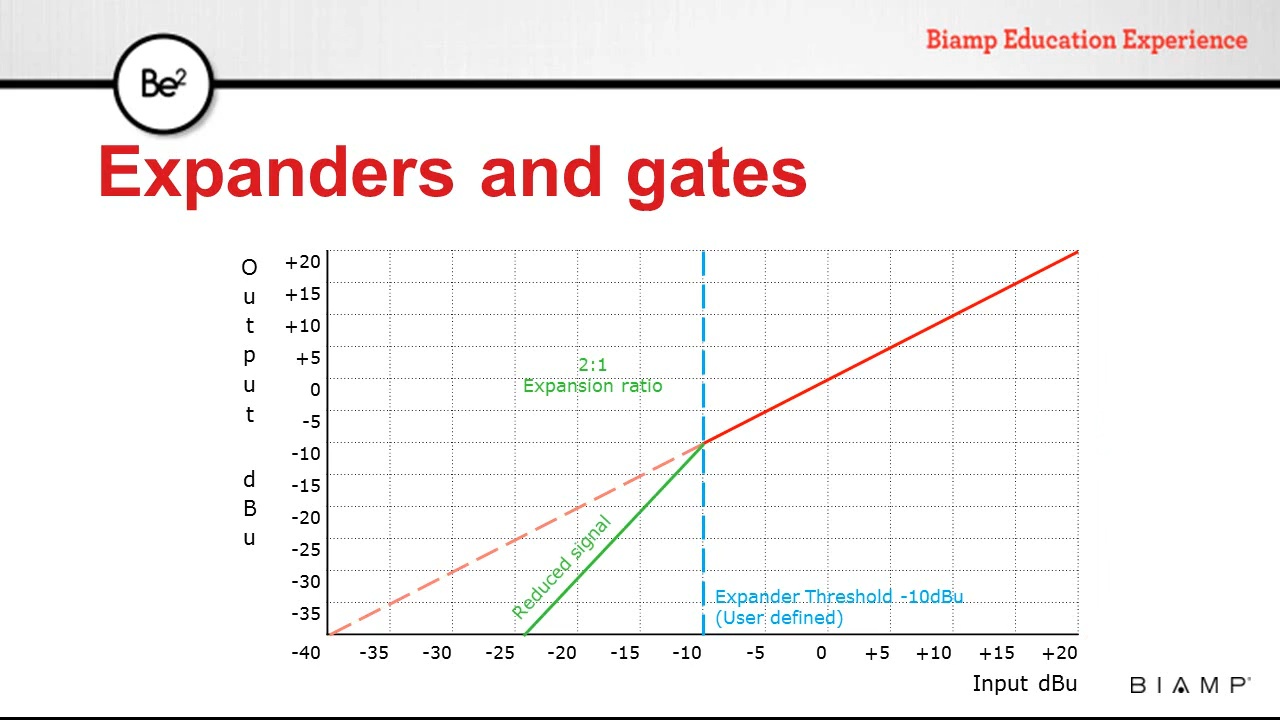 Biamp Education Experience
Be²
Expanders and gates
Output dBu
+20
+15
+10
+5
0
-5
-10
-15
-20
-25
-30
-35
2:1
Expansion ratio
Reduced signal
Expander Threshold -10dBu
(User defined)
-40 -35 -30 -25 -20 -15 -10 -5 0 +5 +10 +15 +20
Input dBu
BIAMP®